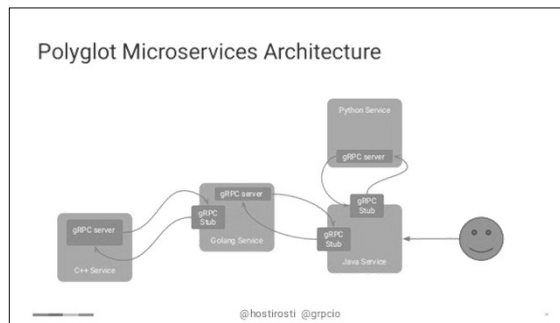 Polyglot Microservices Architecture
Python Service
gRPC server
gRPC
Stub
gRPC server
gRPC
Stub
Golang Service
gRPC
Stub
Java Service
gRPC server
C++ Service
@hostirosti @grpcio